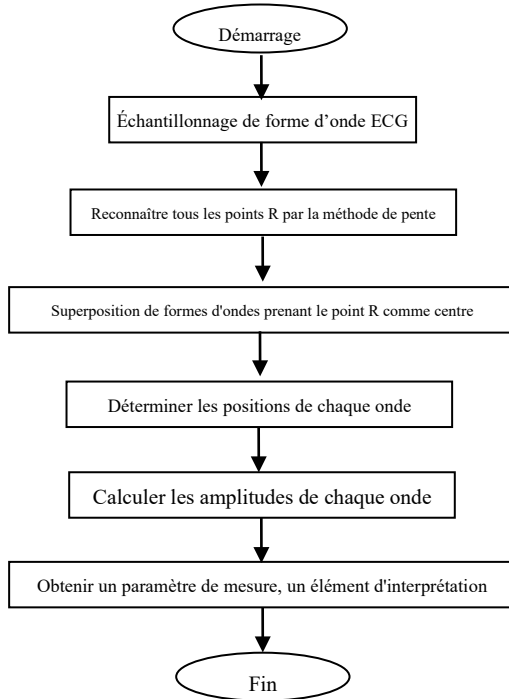 Démarrage
Échantillonnage de forme d’onde ECG
Reconnaître tous les points R par la méthode de pente
Superposition de formes d'ondes prenant le point R comme centre
Déterminer les positions de chaque onde
Calculer les amplitudes de chaque onde
Obtenir un paramètre de mesure, un élément d'interprétation
Fin